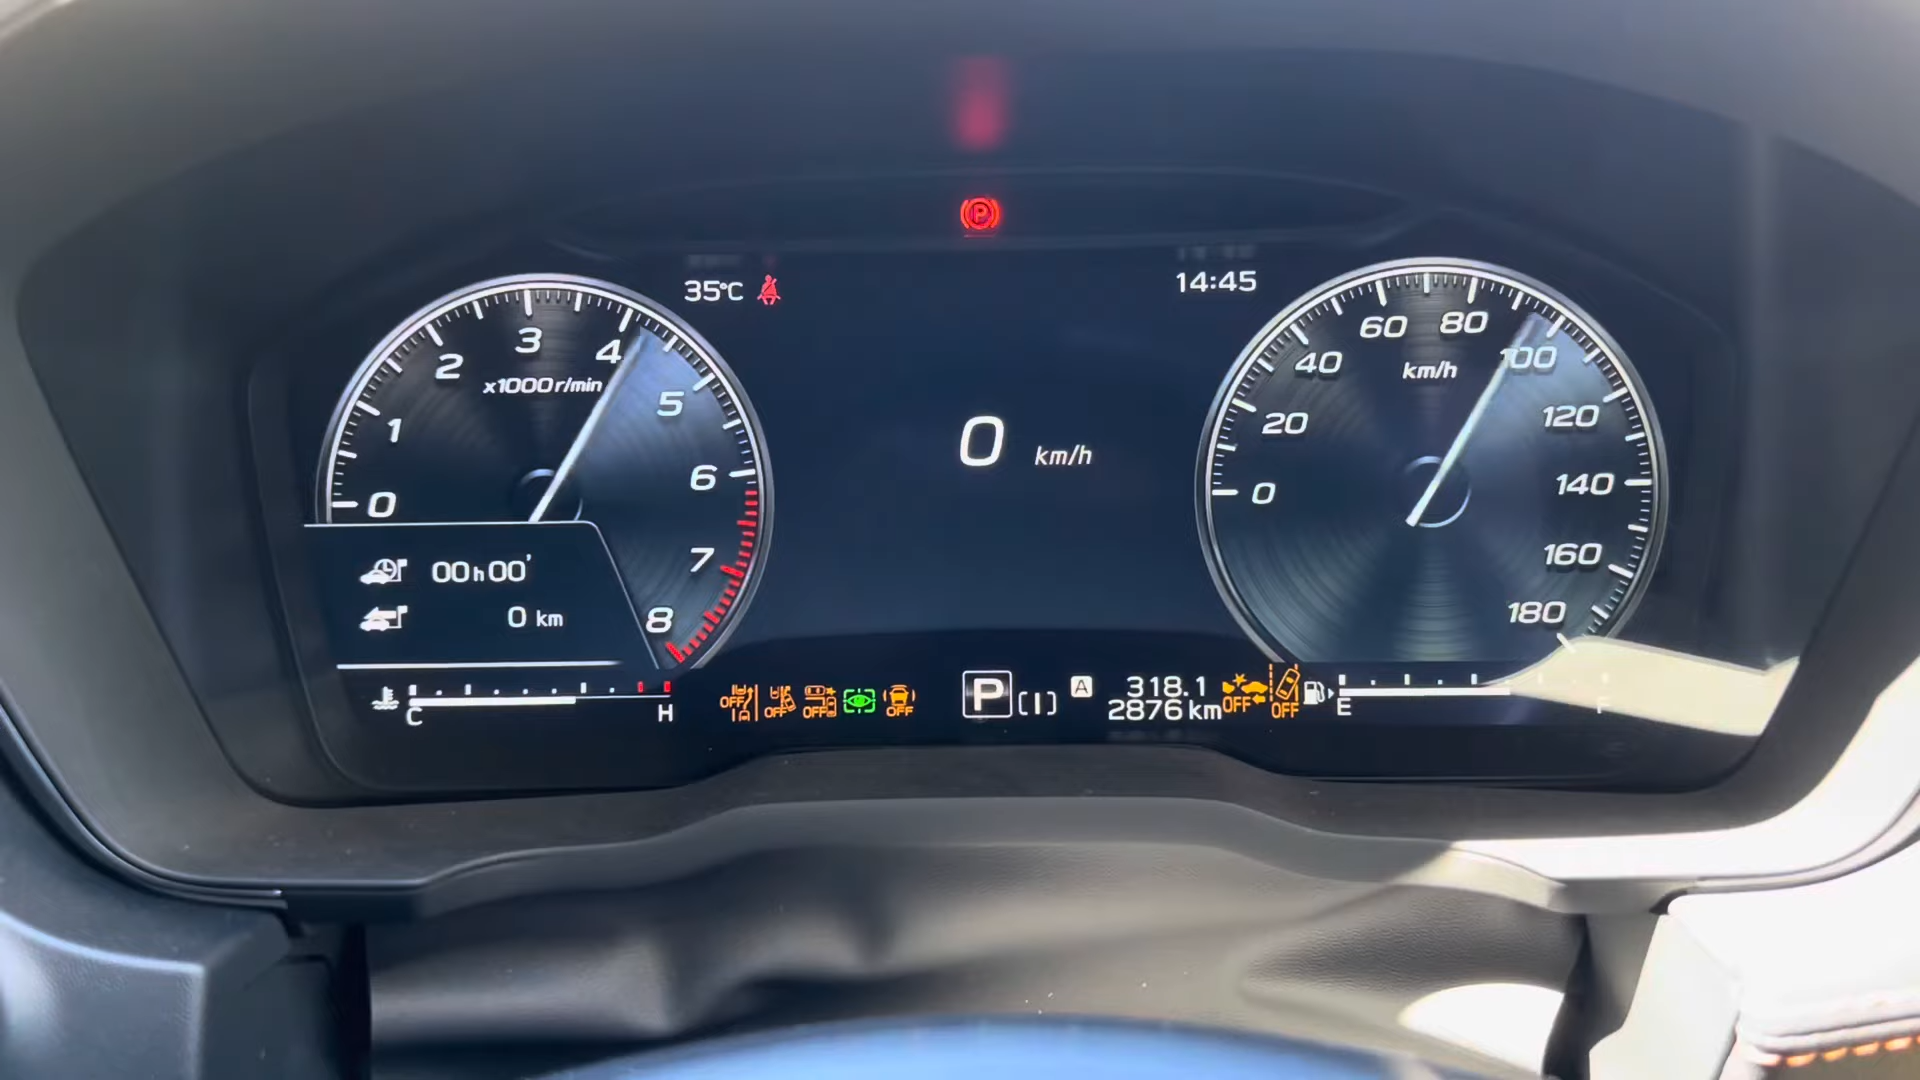 P
35°C
14:45
0 1 2 3 4 5 6 7 8
x1000 r/min
0 km/h
0 20 40 60 80 100 120 140 160 180
km/h
00h00'
0 km
C H
OFF OFF OFF OFF
P
A
318.1
2876 km
OFF OFF
E F